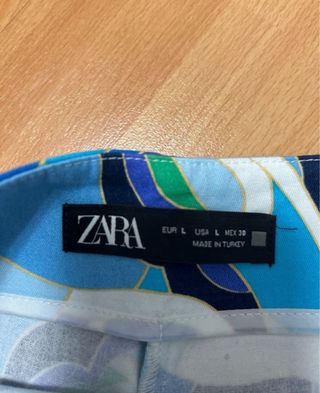 ZARA
EUR L USA L MEX 30
MADE IN TURKEY